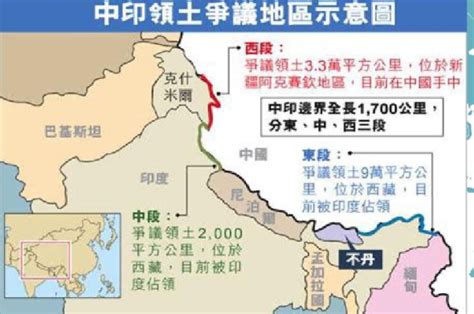 中印領土爭議地區示意圖
西段：
爭議領土3.3萬平方公里，位於新
疆阿克賽欽地區，目前在中國手中
克什
米爾
中印邊界全長1,700公里，
分東、中、西三段
巴基斯坦
中國
東段：
爭議領土9萬平方公
里，位於西藏，目
前被印度佔領
印度
尼泊爾
中段：
爭議領土2,000
平方公里，位於
西藏，目前被印
度佔領
不丹
孟加拉國
緬甸